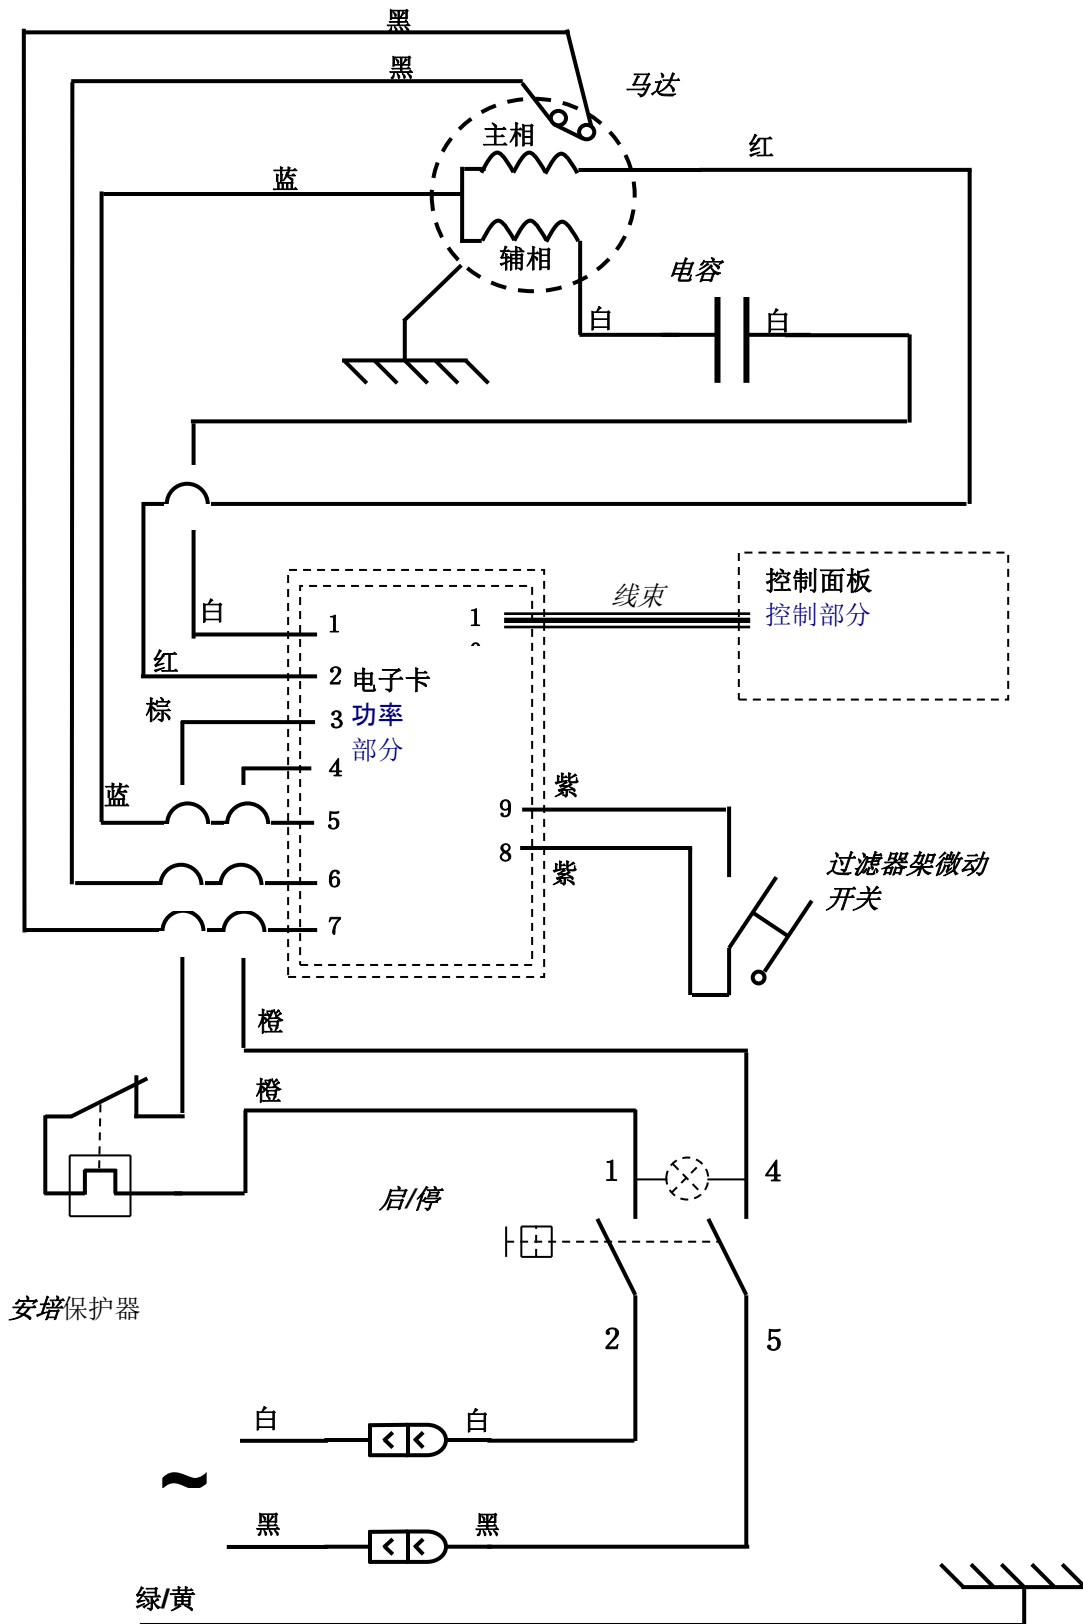 黑
黑
马达
主相
红
蓝
辅相
电容
白
白
线束
控制面板
控制部分
白
1
1
红
2
电子卡
棕
3
功率
部分
4
蓝
紫
9
5
8
紫
过滤器架微动
开关
6
7
橙
橙
1
4
启/停
安培保护器
2
5
白
白
~
黑
黑
绿/黄